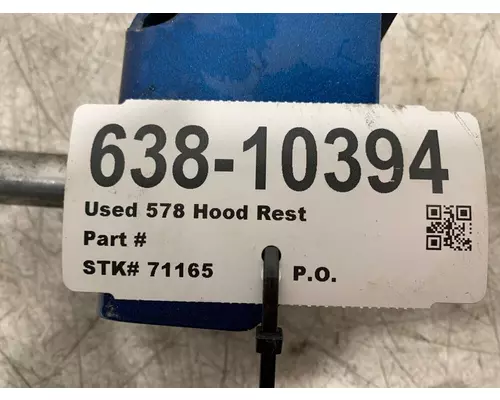 638-10394
Used 578 Hood Rest
Part #
STK# 71165 P.O.